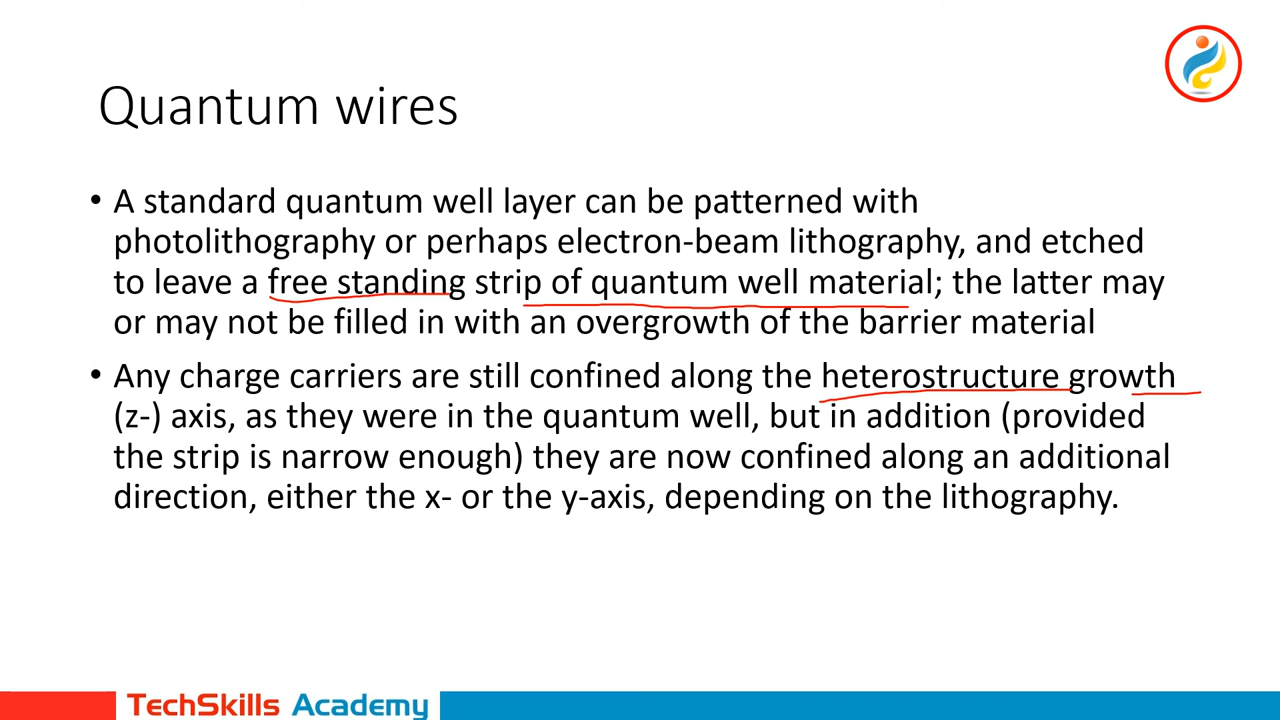 Quantum wires
• A standard quantum well layer can be patterned with
photolithography or perhaps electron-beam lithography, and etched
to leave a free standing strip of quantum well material; the latter may
or may not be filled in with an overgrowth of the barrier material
• Any charge carriers are still confined along the heterostructure growth
(z-) axis, as they were in the quantum well, but in addition (provided
the strip is narrow enough) they are now confined along an additional
direction, either the x- or the y-axis, depending on the lithography.
TechSkills Academy